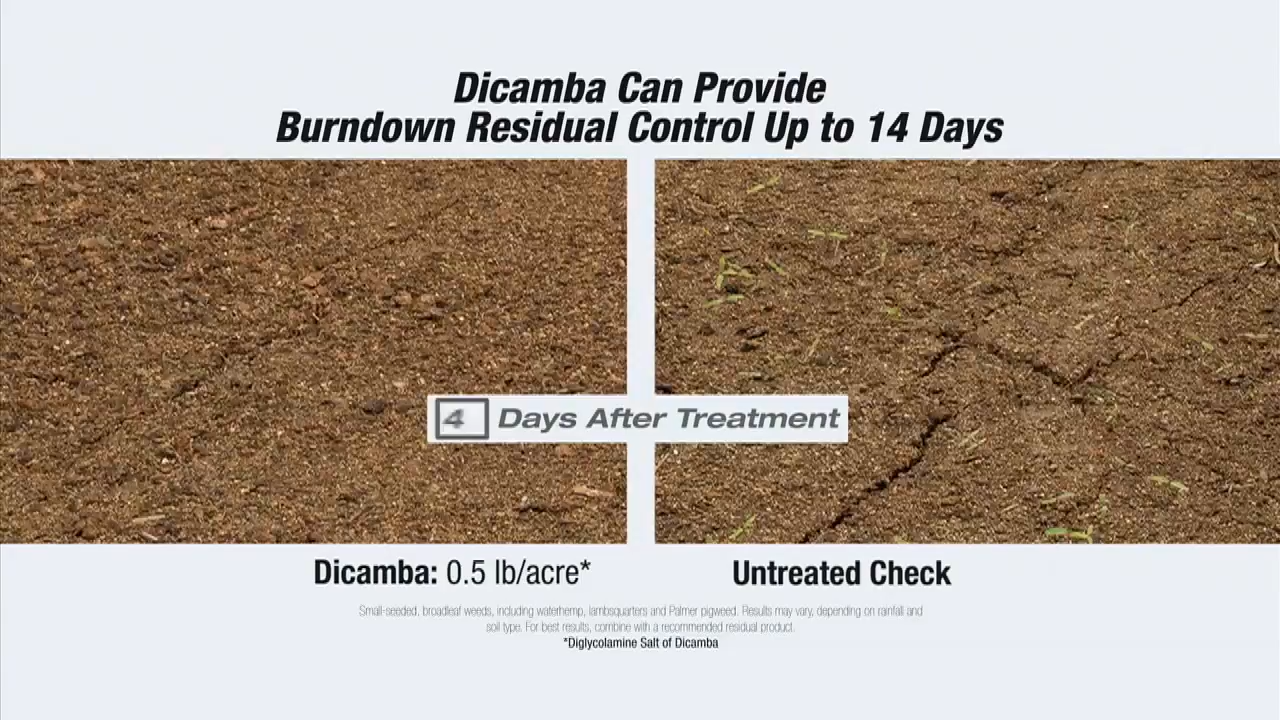 Dicamba Can Provide
Burndown Residual Control Up to 14 Days
4 Days After Treatment
Dicamba: 0.5 lb/acre*
Untreated Check
Small-seeded, broadleaf weeds, including waterhemp, lambsquarters and Palmer pigweed. Results may vary, depending on rainfall and
soil type. For best results, combine with a recommended residual product.
*Diglycolamine Salt of Dicamba